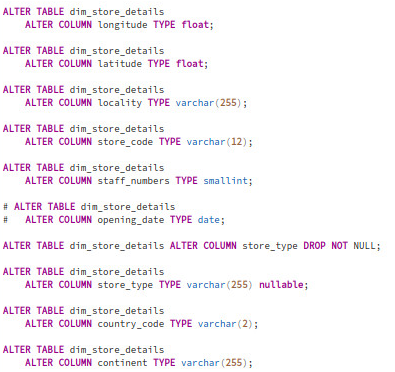 ALTER TABLE dim_store_details
ALTER COLUMN longitude TYPE float;
ALTER TABLE dim_store_details
ALTER COLUMN latitude TYPE float;
ALTER TABLE dim_store_details
ALTER COLUMN locality TYPE varchar(255);
ALTER TABLE dim_store_details
ALTER COLUMN store_code TYPE varchar(12);
ALTER TABLE dim_store_details
ALTER COLUMN staff_numbers TYPE smallint;
# ALTER TABLE dim_store_details
# ALTER COLUMN opening_date TYPE date;
ALTER TABLE dim_store_details ALTER COLUMN store_type DROP NOT NULL;
ALTER TABLE dim_store_details
ALTER COLUMN store_type TYPE varchar(255) nullable;
ALTER TABLE dim_store_details
ALTER COLUMN country_code TYPE varchar(2);
ALTER TABLE dim_store_details
ALTER COLUMN continent TYPE varchar(255);